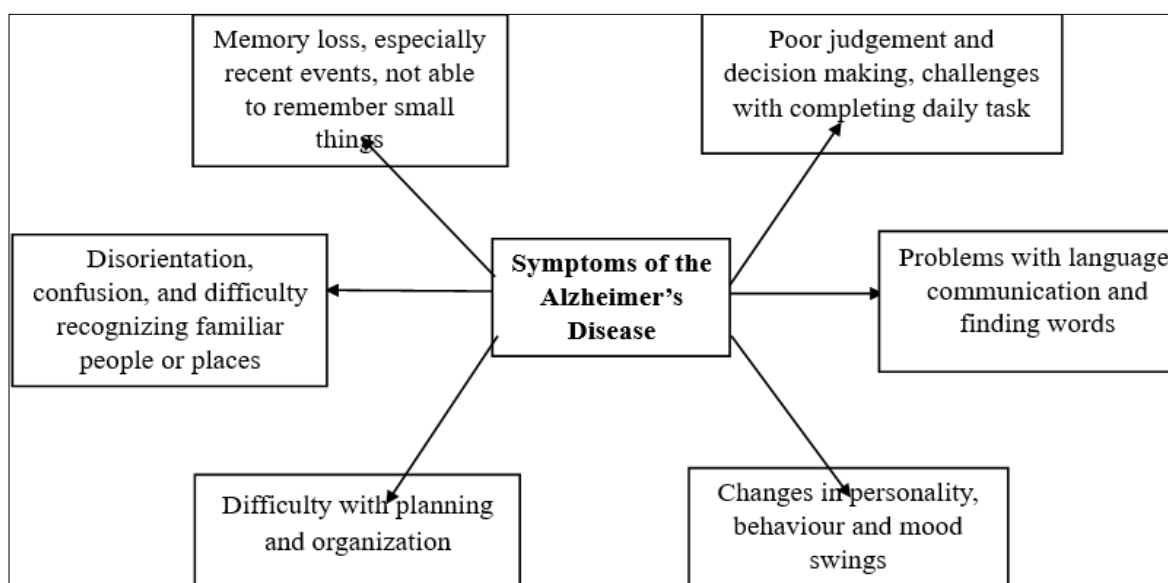 Memory loss, especially
recent events, not able
to remember small
things
Poor judgement and
decision making, challenges
with completing daily task
Disorientation,
confusion, and difficulty
recognizing familiar
people or places
Symptoms of the
Alzheimer’s
Disease
Problems with language
communication and
finding words
Difficulty with planning
and organization
Changes in personality,
behaviour and mood
swings